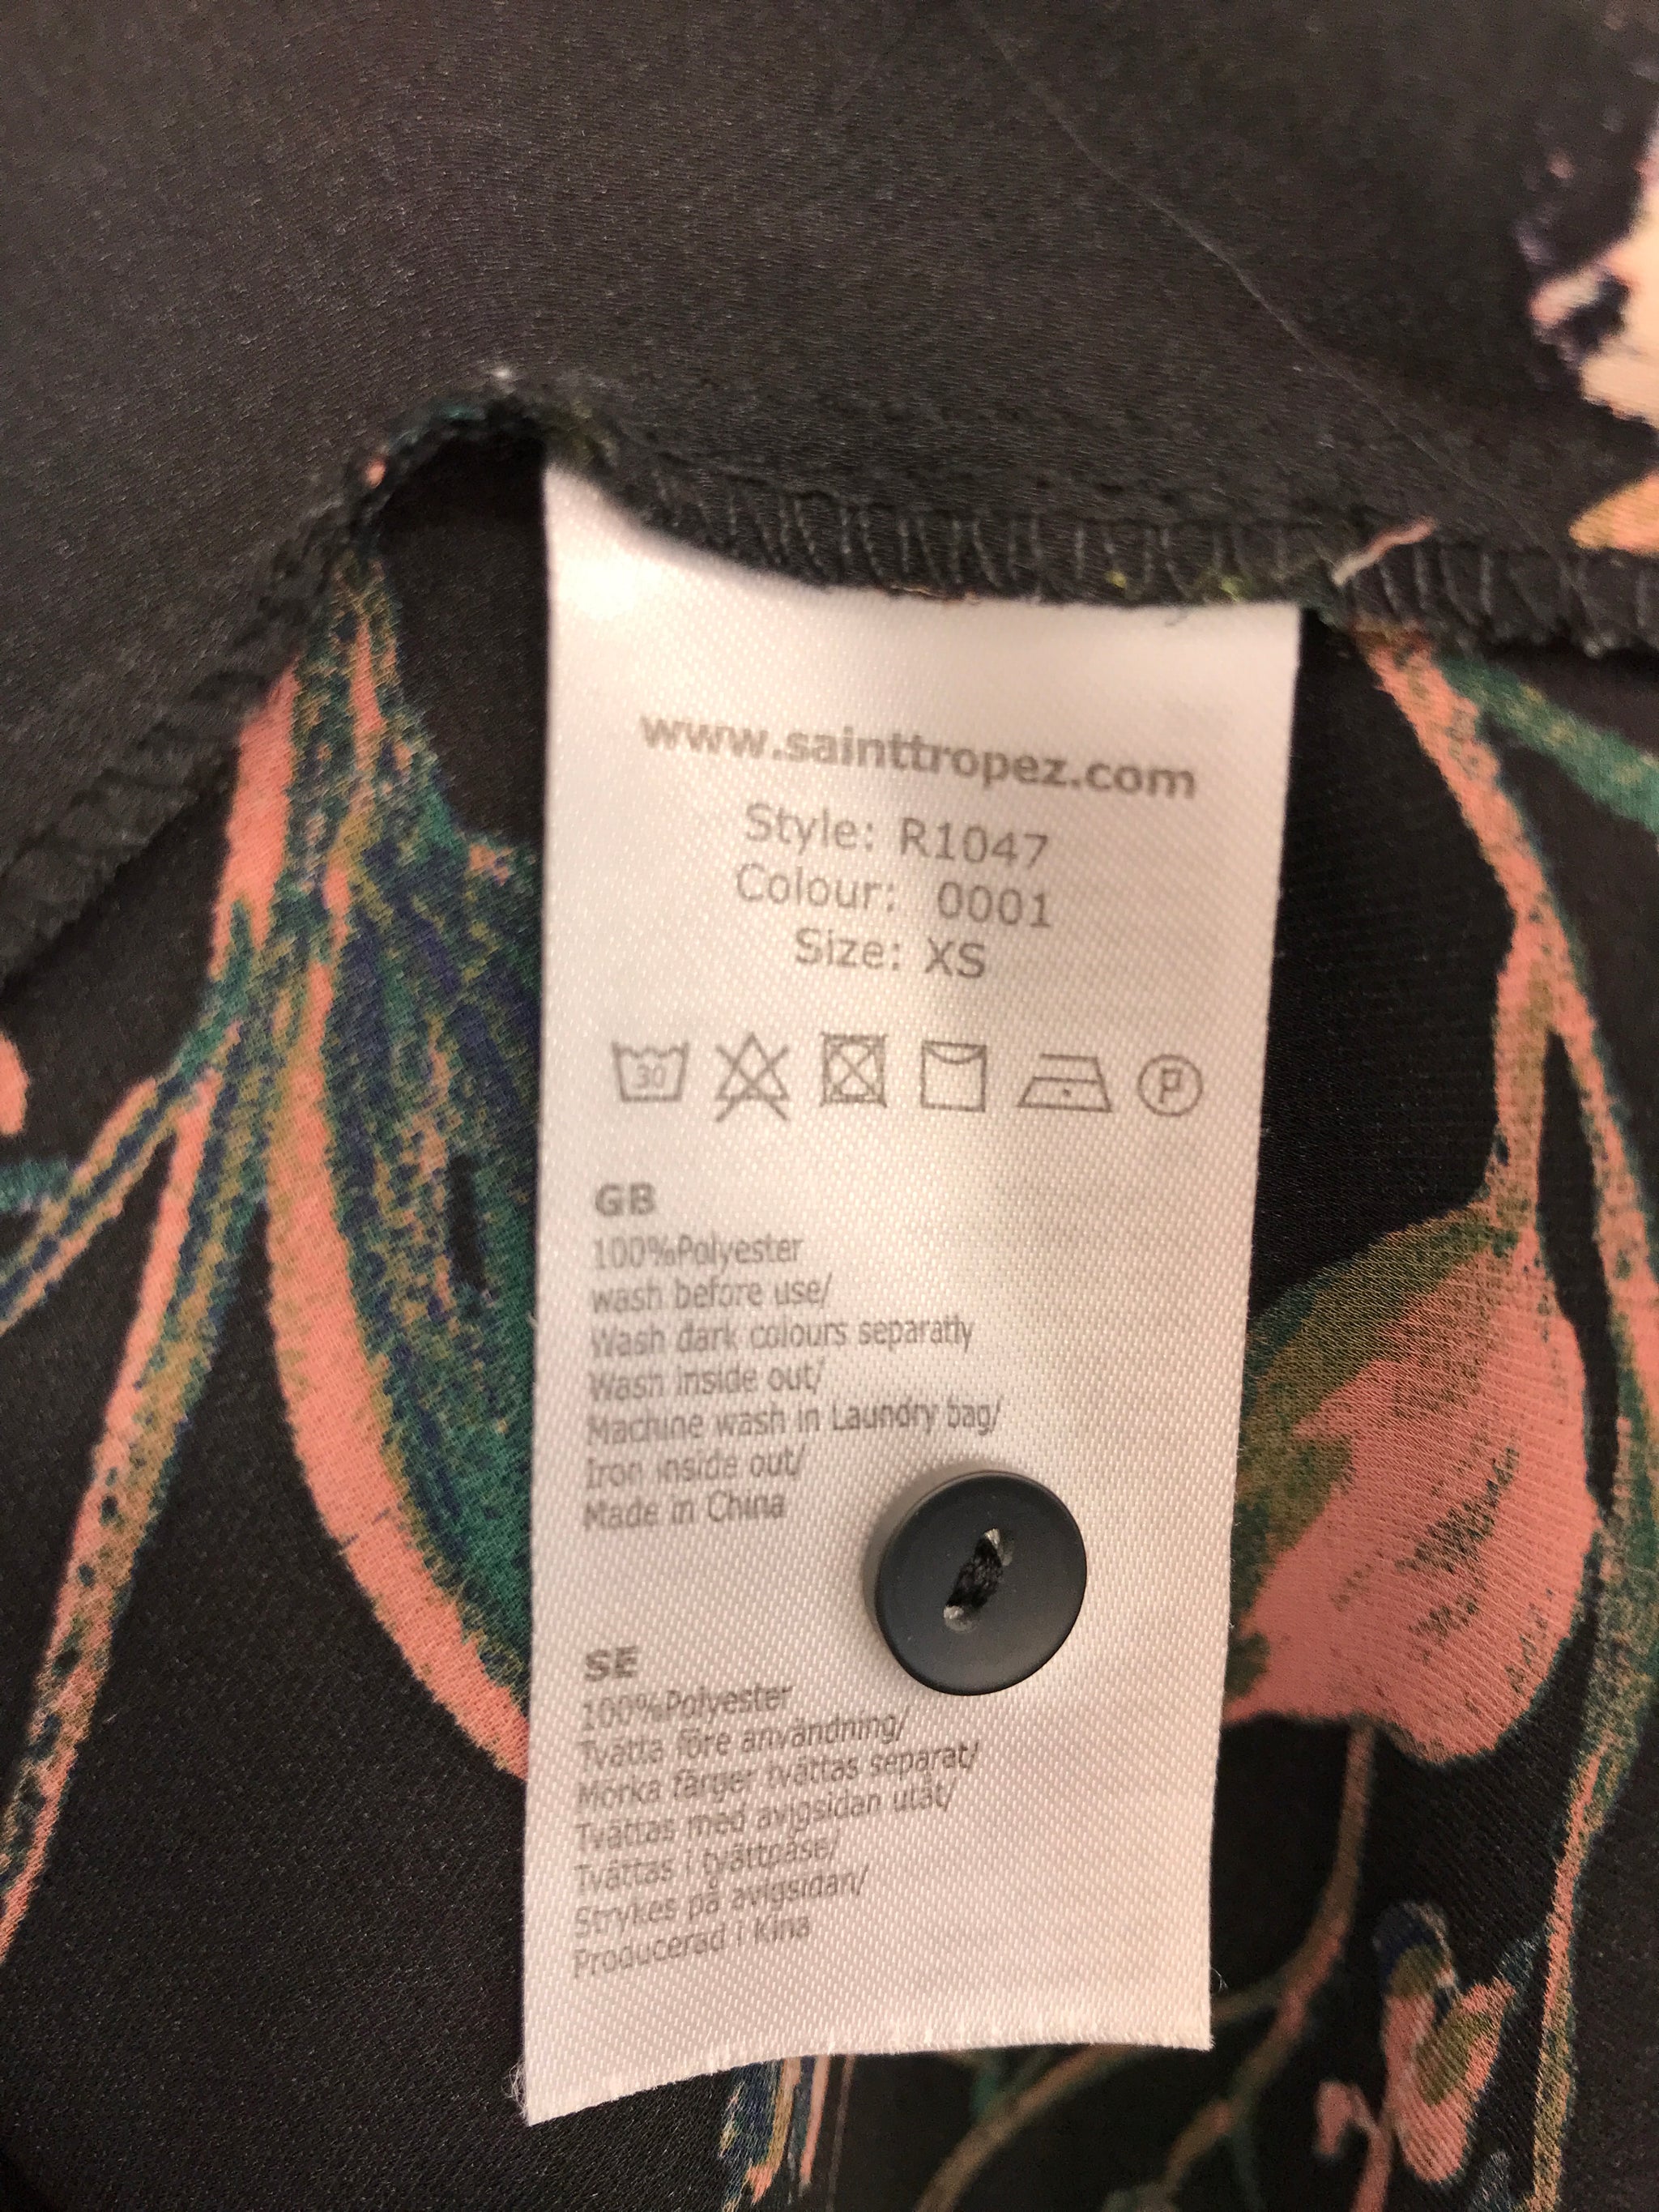 www.sainttropez.com
Style: R1047
Colour: 0001
Size: XS
30 P
GB
100%Polyester
wash before use/
Wash dark colours separatly
Wash inside out/
Machine wash in Laundry bag/
Iron inside out/
Made in China
SE
100%Polyester
Tvätta före användning/
Mörka färger tvättas separat/
Tvättas med avigsidan utåt/
Tvättas i tvättpåse/
Strykes på avigsidan/
Producerad i Kina